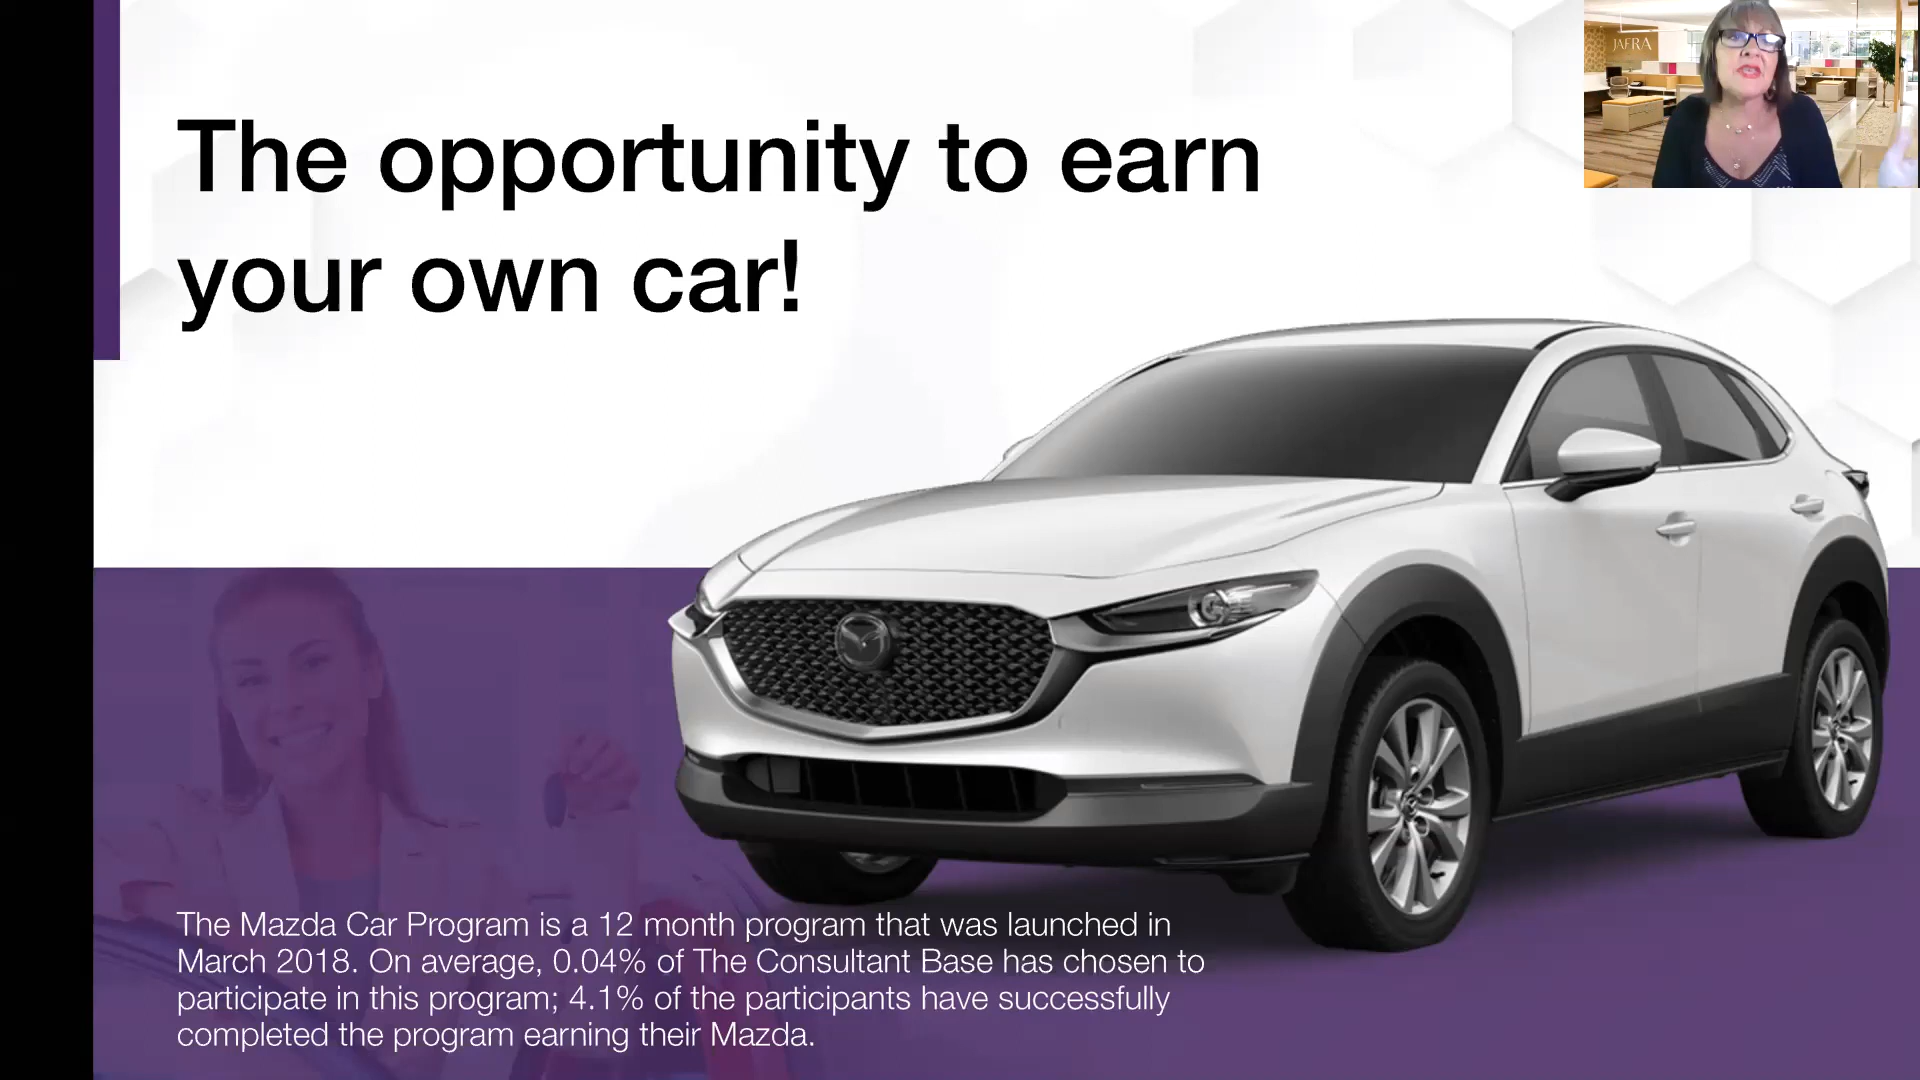 JAFRA
The opportunity to earn
your own car!
The Mazda Car Program is a 12 month program that was launched in
March 2018. On average, 0.04% of The Consultant Base has chosen to
participate in this program; 4.1% of the participants have successfully
completed the program earning their Mazda.